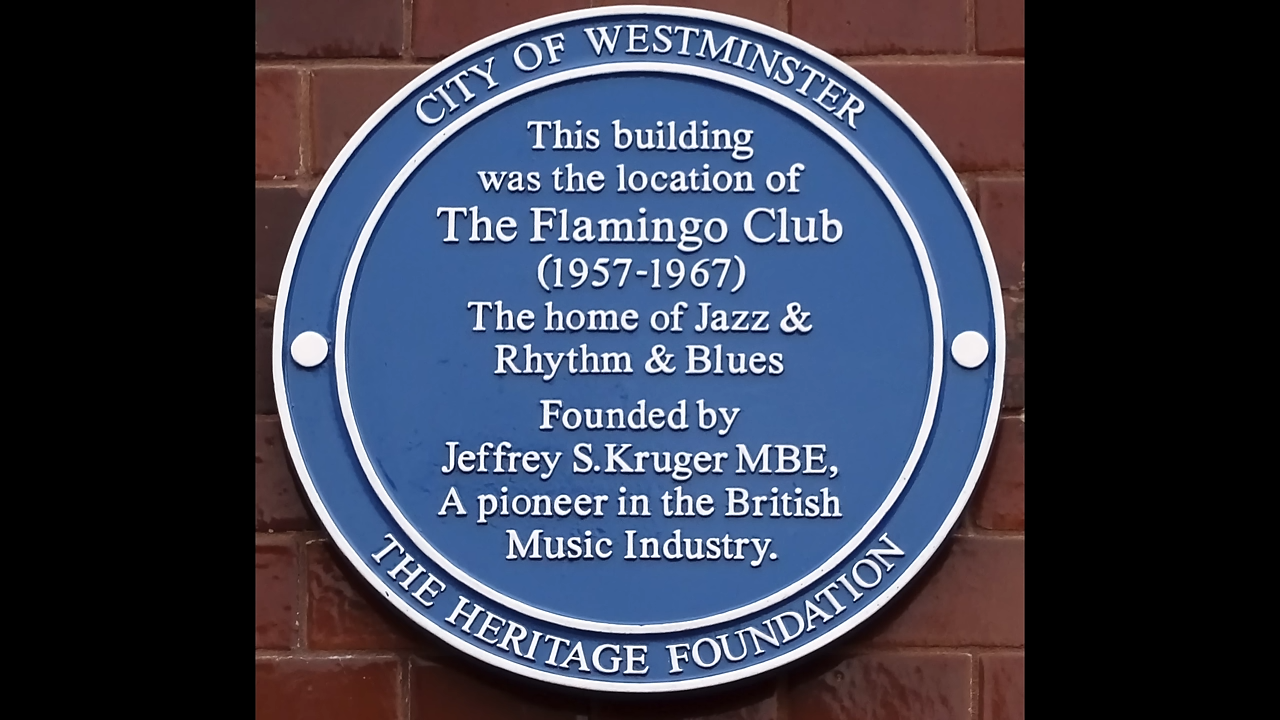 CITY OF WESTMINSTER
This building
was the location of
The Flamingo Club
(1957-1967)
The home of Jazz &
Rhythm & Blues
Founded by
Jeffrey S.Kruger MBE,
A pioneer in the British
Music Industry.
THE HERITAGE FOUNDATION